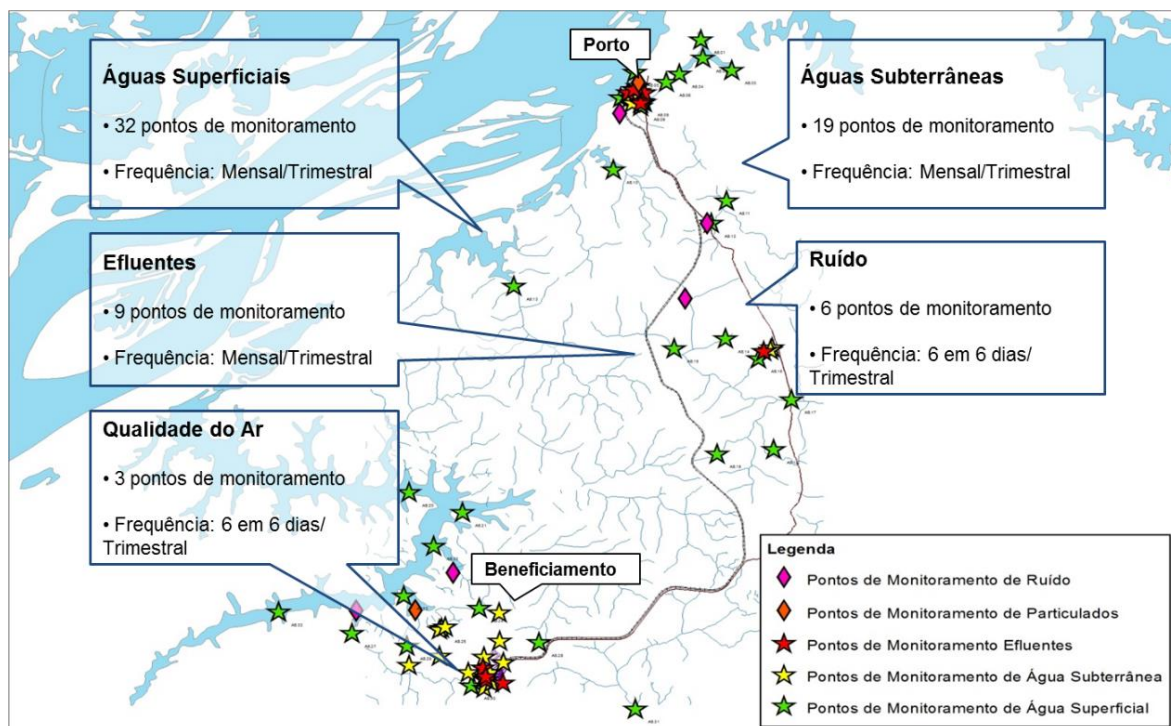 Porto
Águas Superficiais
• 32 pontos de monitoramento
• Frequência: Mensal/Trimestral
Águas Subterrâneas
• 19 pontos de monitoramento
• Frequência: Mensal/Trimestral
Efluentes
• 9 pontos de monitoramento
• Frequência: Mensal/Trimestral
Ruído
• 6 pontos de monitoramento
• Frequência: 6 em 6 dias/
Trimestral
Qualidade do Ar
• 3 pontos de monitoramento
• Frequência: 6 em 6 dias/
Trimestral
Beneficiamento
Legenda
Pontos de Monitoramento de Ruído
Pontos de Monitoramento de Particulados
Pontos de Monitoramento Efluentes
Pontos de Monitoramento de Água Subterrânea
Pontos de Monitoramento de Água Superficial